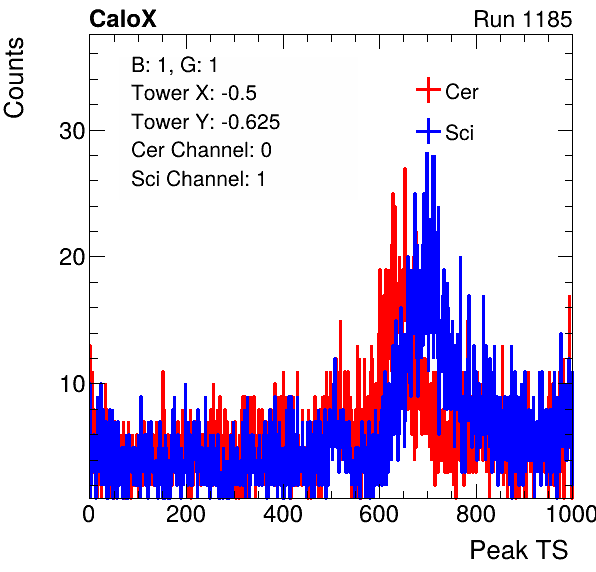 CaloX Run 1185
Counts
B: 1, G: 1
Tower X: -0.5
Tower Y: -0.625
Cer Channel: 0
Sci Channel: 1
Cer
Sci
30
20
10
0 200 400 600 800 1000
Peak TS